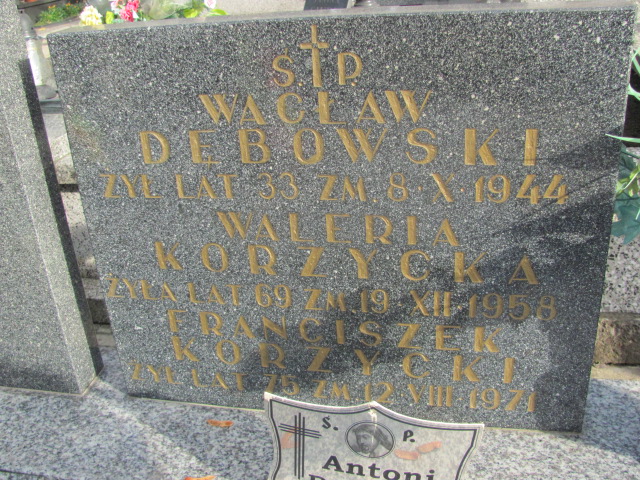 Ś P.
WACŁAW
DĘBOWSKI
ŻYŁ LAT 33 ZM. 8·X·1944
WALERIA
KORZYCKA
ŻYŁA LAT 69 ZM. 19·XII·1958
FRANCISZEK
KORZYCKI
ŻYŁ LAT 75 ZM. 12 VIII 1971
Ś. P.
Antoni